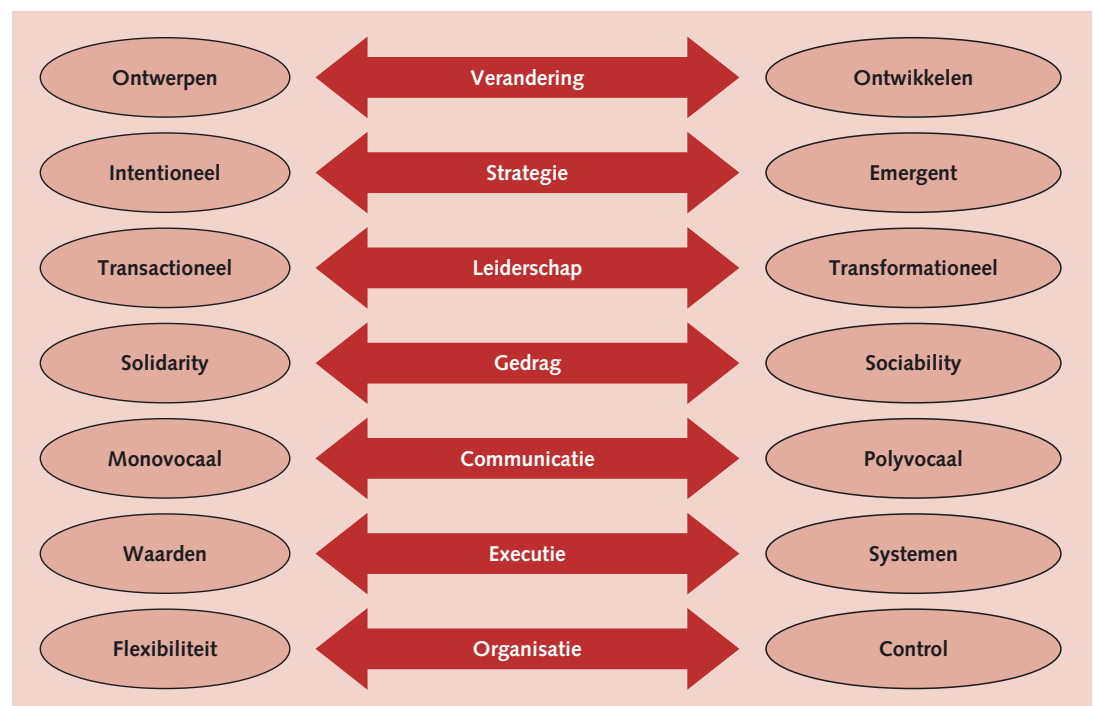 Ontwerpen Verandering Ontwikkelen
Intentioneel Strategie Emergent
Transactioneel Leiderschap Transformationeel
Solidarity Gedrag Sociability
Monovocaal Communicatie Polyvocaal
Waarden Executie Systemen
Flexibiliteit Organisatie Control